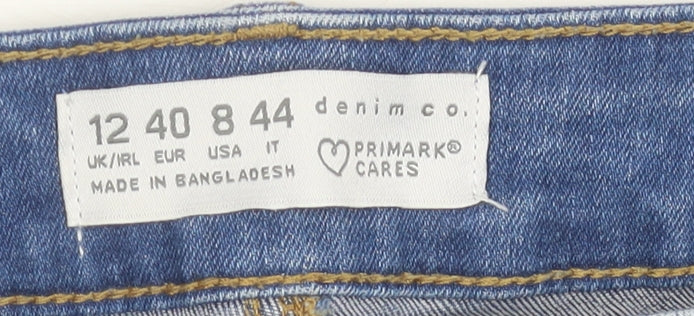 12 40 8 44
UK/IRL EUR USA IT
MADE IN BANGLADESH
denim co.
PRIMARK®
CARES